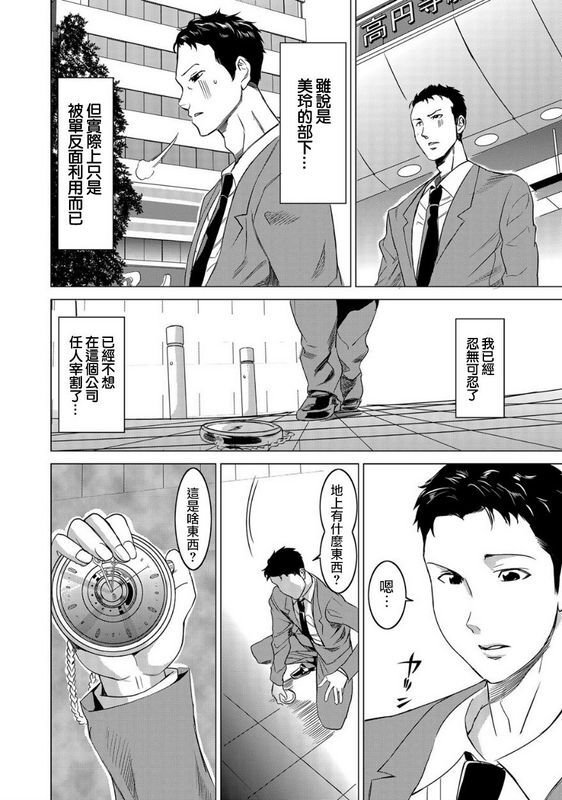 高円寺
雖說是
美玲的部下…
但實際上只是
被單反面利用而已
我已經
忍無可忍了
已經不想
在這個公司
任人宰割了…
嗯…
地上有什麼東西？
這是啥東西？